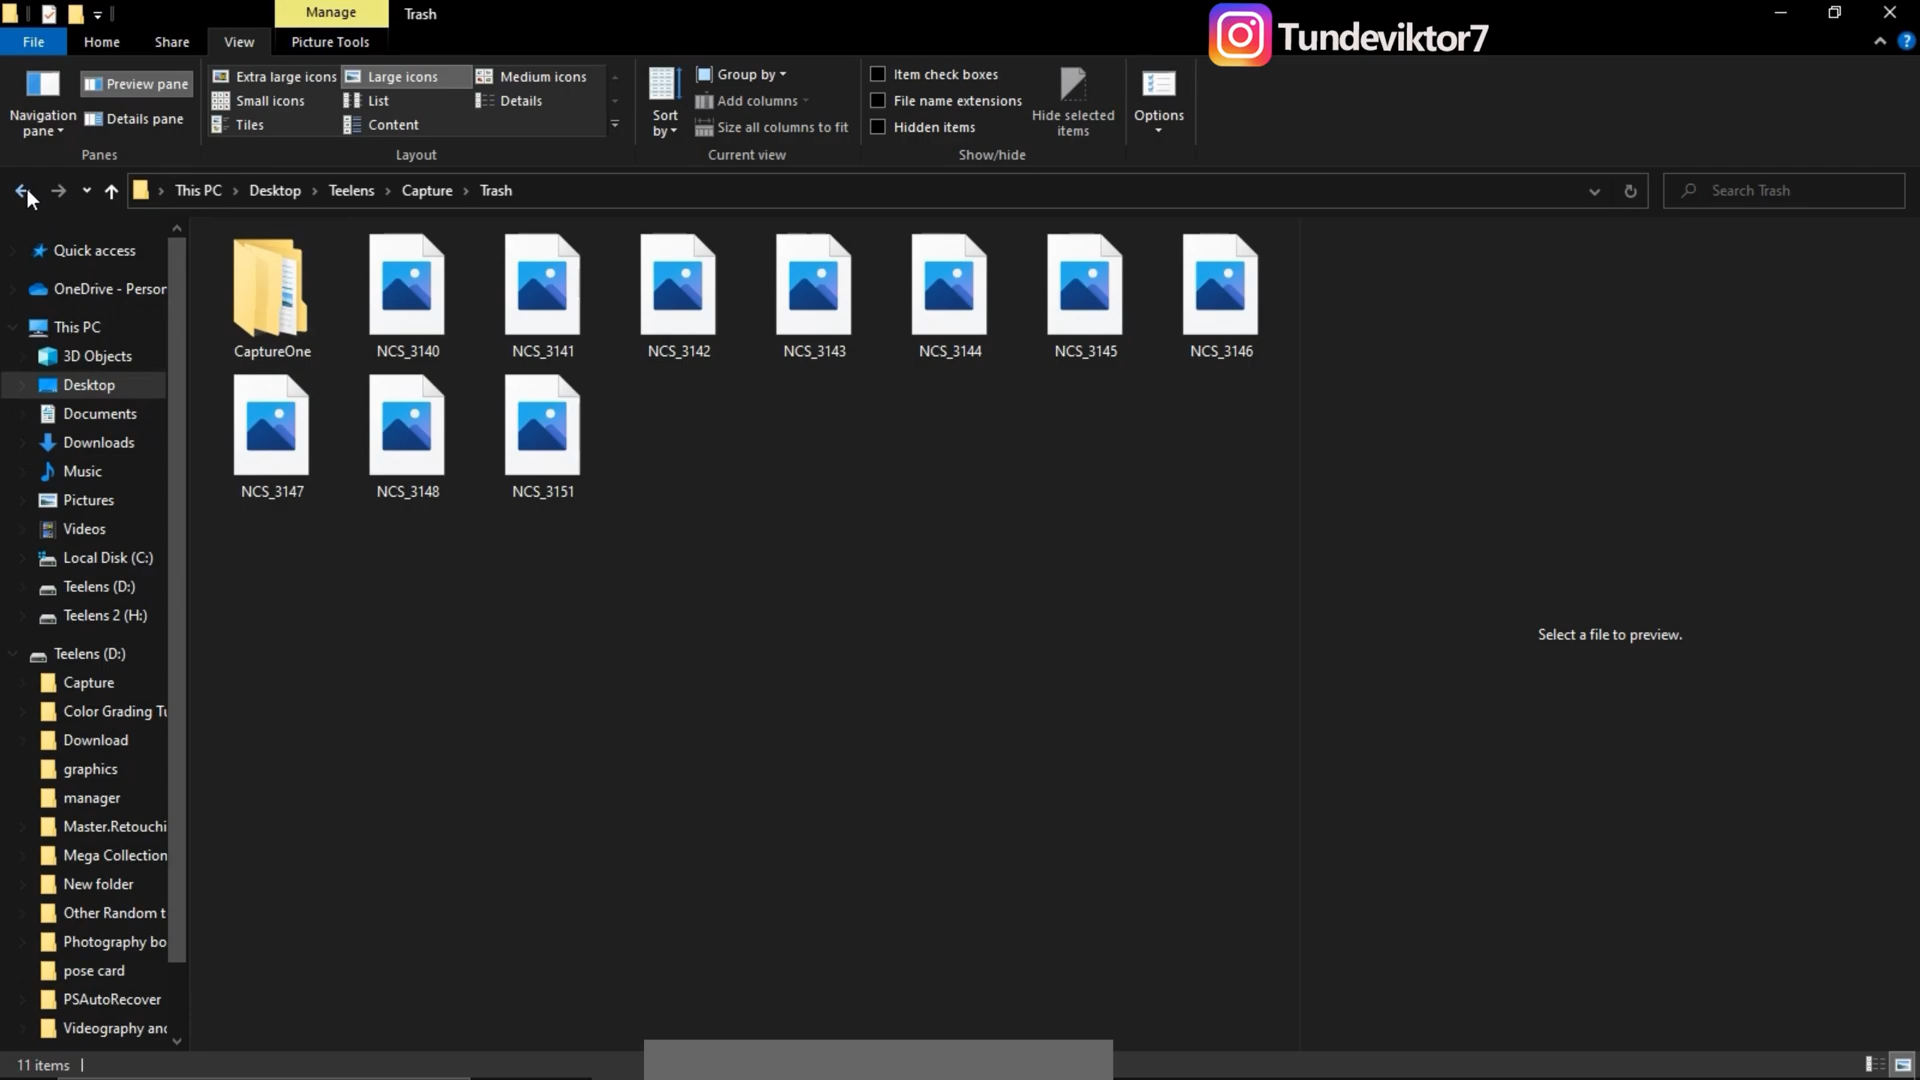 Manage
Trash
Tundeviktor7
File
Home
Share
View
Picture Tools
Navigation pane
Preview pane
Details pane
Panes
Extra large icons
Large icons
Medium icons
Small icons
List
Details
Tiles
Content
Layout
Sort by
Group by
Add columns
Size all columns to fit
Current view
Item check boxes
File name extensions
Hidden items
Hide selected items
Show/hide
Options
This PC > Desktop > Teelens > Capture > Trash
Search Trash
Quick access
OneDrive - Person
This PC
3D Objects
Desktop
Documents
Downloads
Music
Pictures
Videos
Local Disk (C:)
Teelens (D:)
Teelens 2 (H:)
Teelens (D:)
Capture
Color Grading Tu
Download
graphics
manager
Master.Retouchi
Mega Collection
New folder
Other Random t
Photography bo
pose card
PSAutoRecover
Videography and
CaptureOne
NCS_3140
NCS_3141
NCS_3142
NCS_3143
NCS_3144
NCS_3145
NCS_3146
NCS_3147
NCS_3148
NCS_3151
Select a file to preview.
11 items